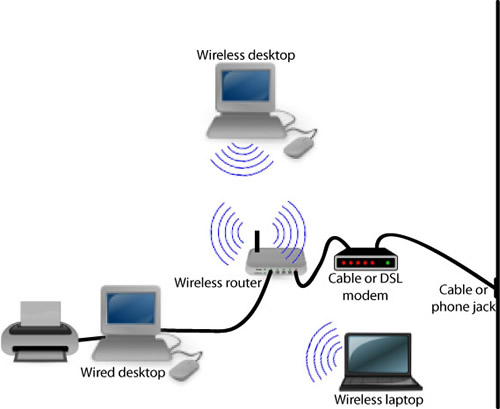 Wireless desktop
Wireless router
Cable or DSL
modem
Cable or
phone jack
Wired desktop
Wireless laptop